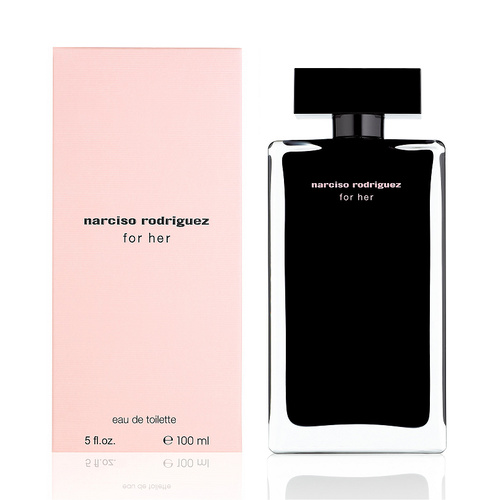 narciso rodriguez
for her
eau de toilette
5 fl.oz. ℮ 100 ml
narciso rodriguez
for her